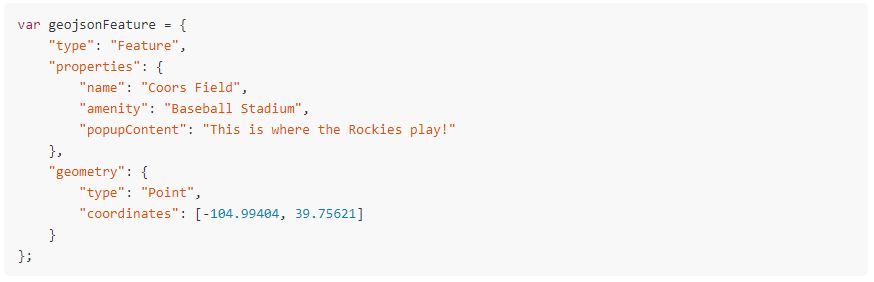 var geojsonFeature = {
    "type": "Feature",
    "properties": {
        "name": "Coors Field",
        "amenity": "Baseball Stadium",
        "popupContent": "This is where the Rockies play!"
    },
    "geometry": {
        "type": "Point",
        "coordinates": [-104.99404, 39.75621]
    }
};